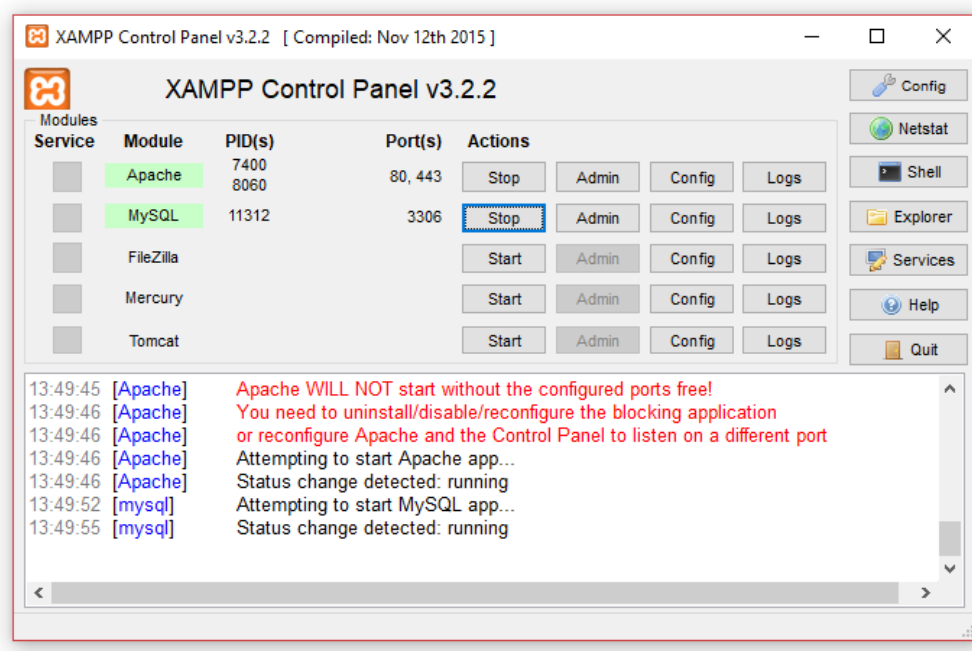 XAMPP Control Panel v3.2.2 [ Compiled: Nov 12th 2015 ]
XAMPP Control Panel v3.2.2
Config
Modules
Netstat
Service Module PID(s) Port(s) Actions
Apache 7400 8060 80, 443 Stop Admin Config Logs
Shell
MySQL 11312 3306 Stop Admin Config Logs
Explorer
FileZilla Start Admin Config Logs
Services
Mercury Start Admin Config Logs
Help
Tomcat Start Admin Config Logs
Quit
13:49:45 [Apache] Apache WILL NOT start without the configured ports free!
13:49:46 [Apache] You need to uninstall/disable/reconfigure the blocking application
13:49:46 [Apache] or reconfigure Apache and the Control Panel to listen on a different port
13:49:46 [Apache] Attempting to start Apache app...
13:49:46 [Apache] Status change detected: running
13:49:52 [mysql] Attempting to start MySQL app...
13:49:55 [mysql] Status change detected: running